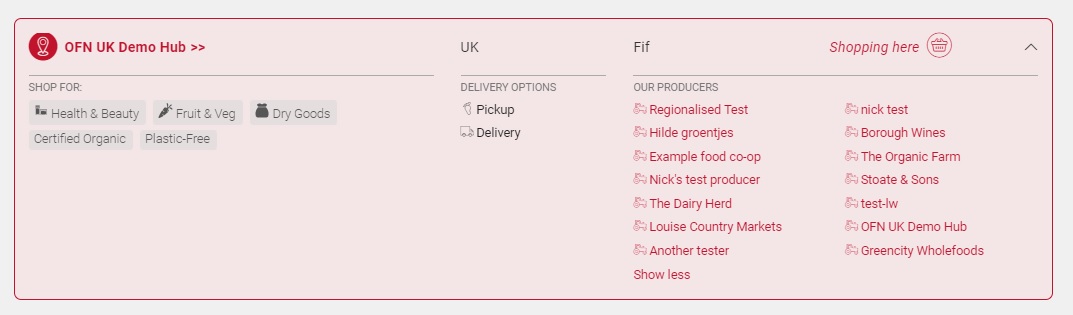 OFN UK Demo Hub >>
UK
Fif
Shopping here
SHOP FOR:
Health & Beauty
Fruit & Veg
Dry Goods
Certified Organic
Plastic-Free
DELIVERY OPTIONS
Pickup
Delivery
OUR PRODUCERS
Regionalised Test
nick test
Hilde groentjes
Borough Wines
Example food co-op
The Organic Farm
Nick's test producer
Stoate & Sons
The Dairy Herd
test-lw
Louise Country Markets
OFN UK Demo Hub
Another tester
Greencity Wholefoods
Show less